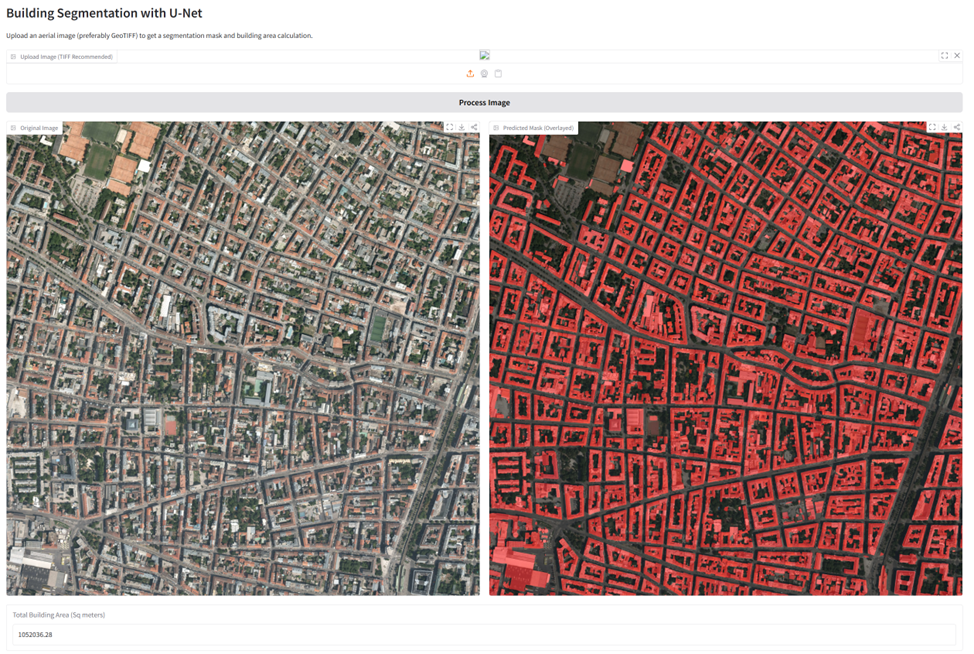 Building Segmentation with U-Net
Upload an aerial image (preferably GeoTIFF) to get a segmentation mask and building area calculation.
Upload Image (TIFF Recommended)
Process Image
Original Image
Predicted Mask (Overlayed)
Total Building Area (Sq meters)
1052036.28